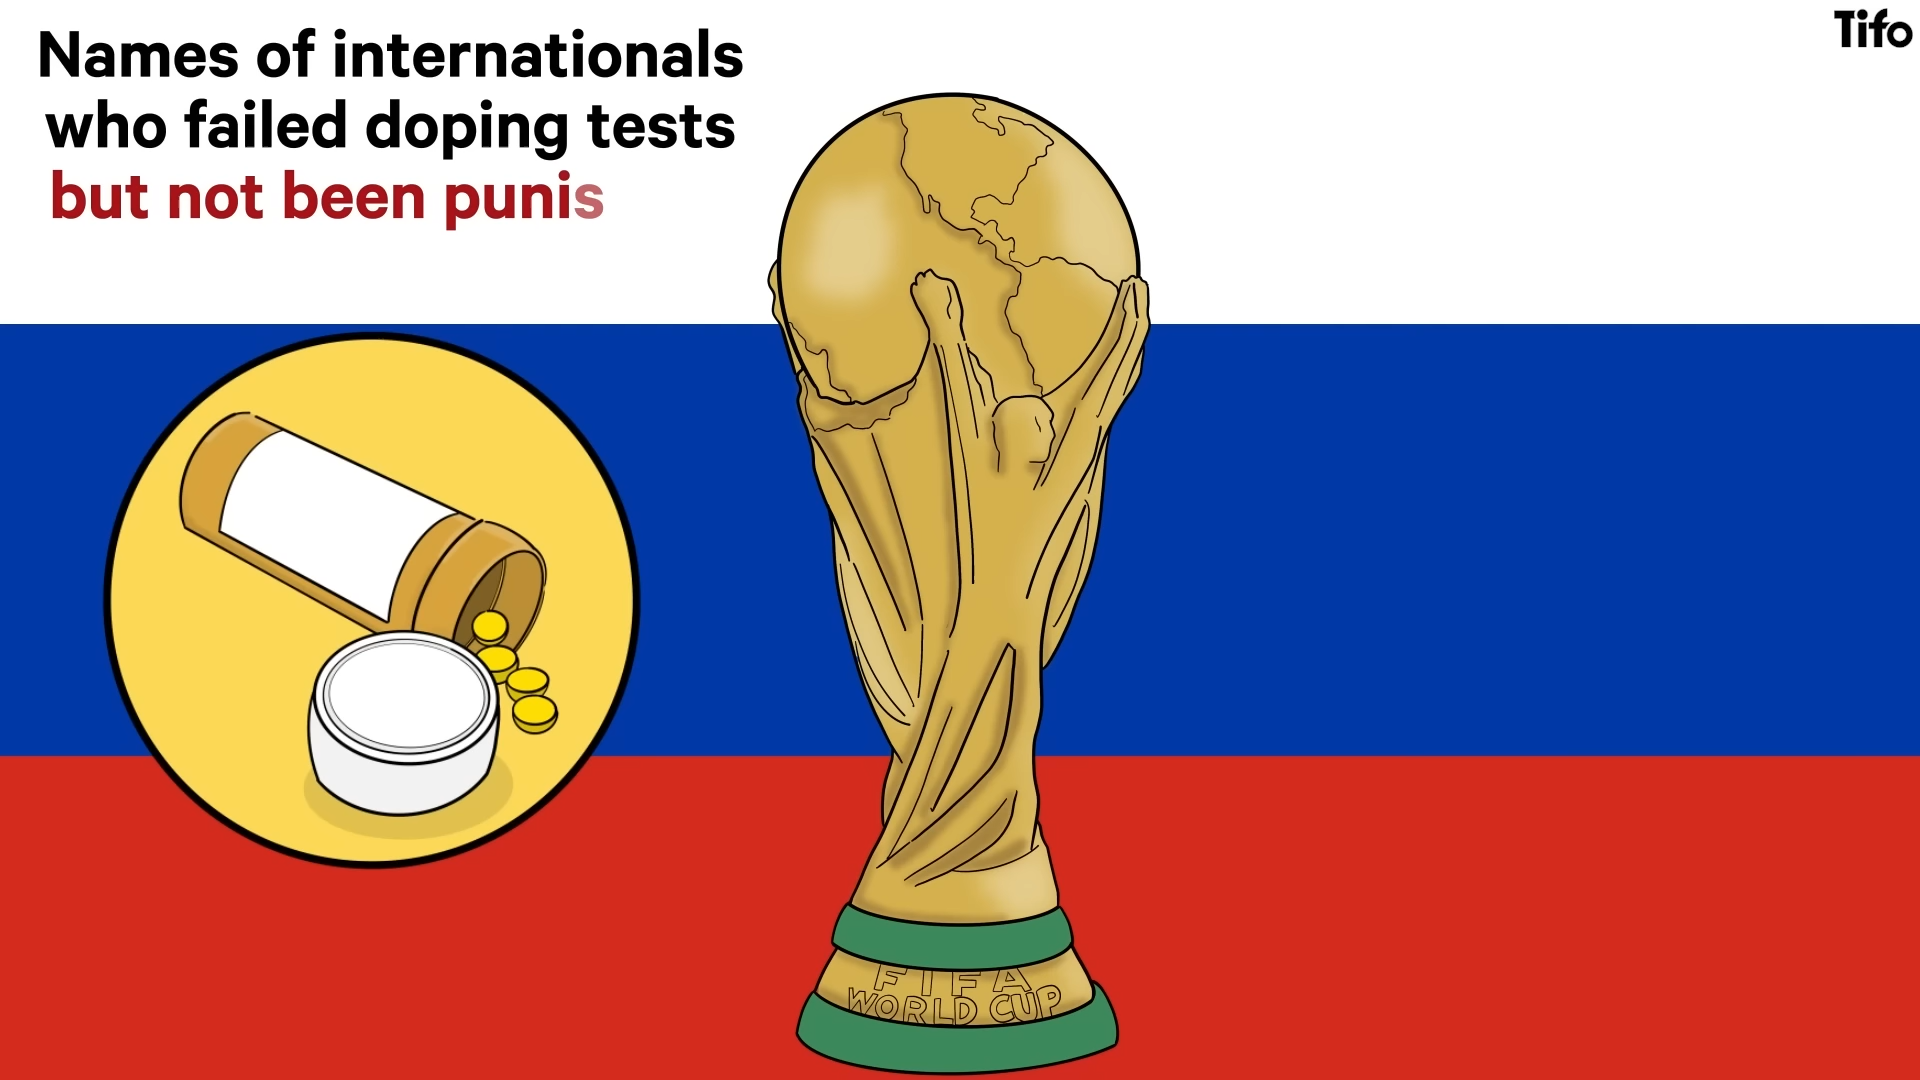 Names of internationals
who failed doping tests
but not been punis
Tifo
FIFA
WORLD CUP